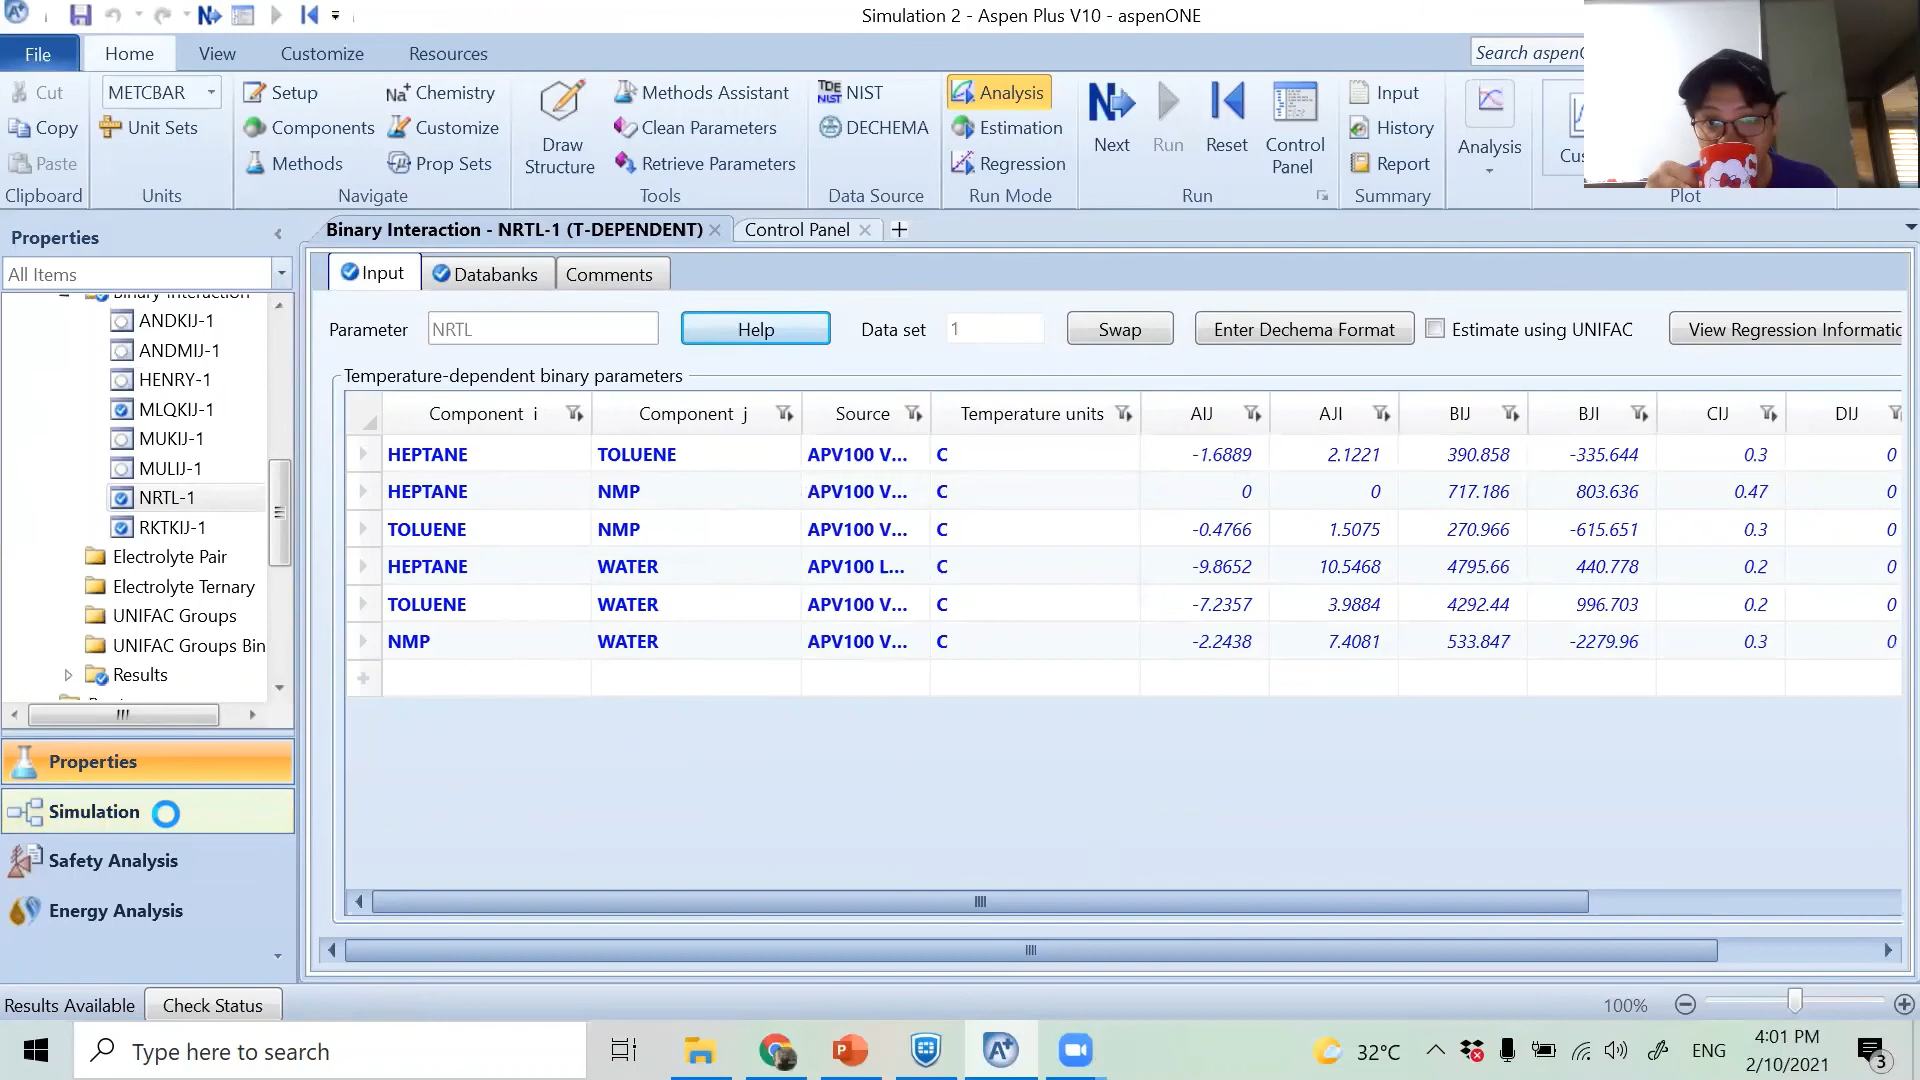 Simulation 2 - Aspen Plus V10 - aspenONE
File Home View Customize Resources
Search aspen
Cut
Copy
Paste
Clipboard
METCBAR
Unit Sets
Units
Setup
Components
Methods
Na+ Chemistry
Customize
Prop Sets
Navigate
Draw
Structure
Methods Assistant
Clean Parameters
Retrieve Parameters
Tools
TDE
NIST
NIST
DECHEMA
Data Source
Analysis
Estimation
Regression
Run Mode
Next
Run
Reset
Control
Panel
Run
Input
History
Report
Summary
Analysis
Plot
Properties
All Items
Binary Interaction
ANDKIJ-1
ANDMIJ-1
HENRY-1
MLQKIJ-1
MUKIJ-1
MULIJ-1
NRTL-1
RKTKIJ-1
Electrolyte Pair
Electrolyte Ternary
UNIFAC Groups
UNIFAC Groups Bin
Results
Properties
Simulation
Safety Analysis
Energy Analysis
Binary Interaction - NRTL-1 (T-DEPENDENT) Control Panel
Input Databanks Comments
Parameter NRTL Help Data set 1 Swap Enter Dechema Format Estimate using UNIFAC View Regression Informatio
Temperature-dependent binary parameters
Component i Component j Source Temperature units AIJ AJI BIJ BJI CIJ DIJ
HEPTANE TOLUENE APV100 V... C -1.6889 2.1221 390.858 -335.644 0.3 0
HEPTANE NMP APV100 V... C 0 0 717.186 803.636 0.47 0
TOLUENE NMP APV100 V... C -0.4766 1.5075 270.966 -615.651 0.3 0
HEPTANE WATER APV100 L... C -9.8652 10.5468 4795.66 440.778 0.2 0
TOLUENE WATER APV100 V... C -7.2357 3.9884 4292.44 996.703 0.2 0
NMP WATER APV100 V... C -2.2438 7.4081 533.847 -2279.96 0.3 0
Results Available Check Status
100%
Type here to search
32°C
ENG
4:01 PM
2/10/2021
3